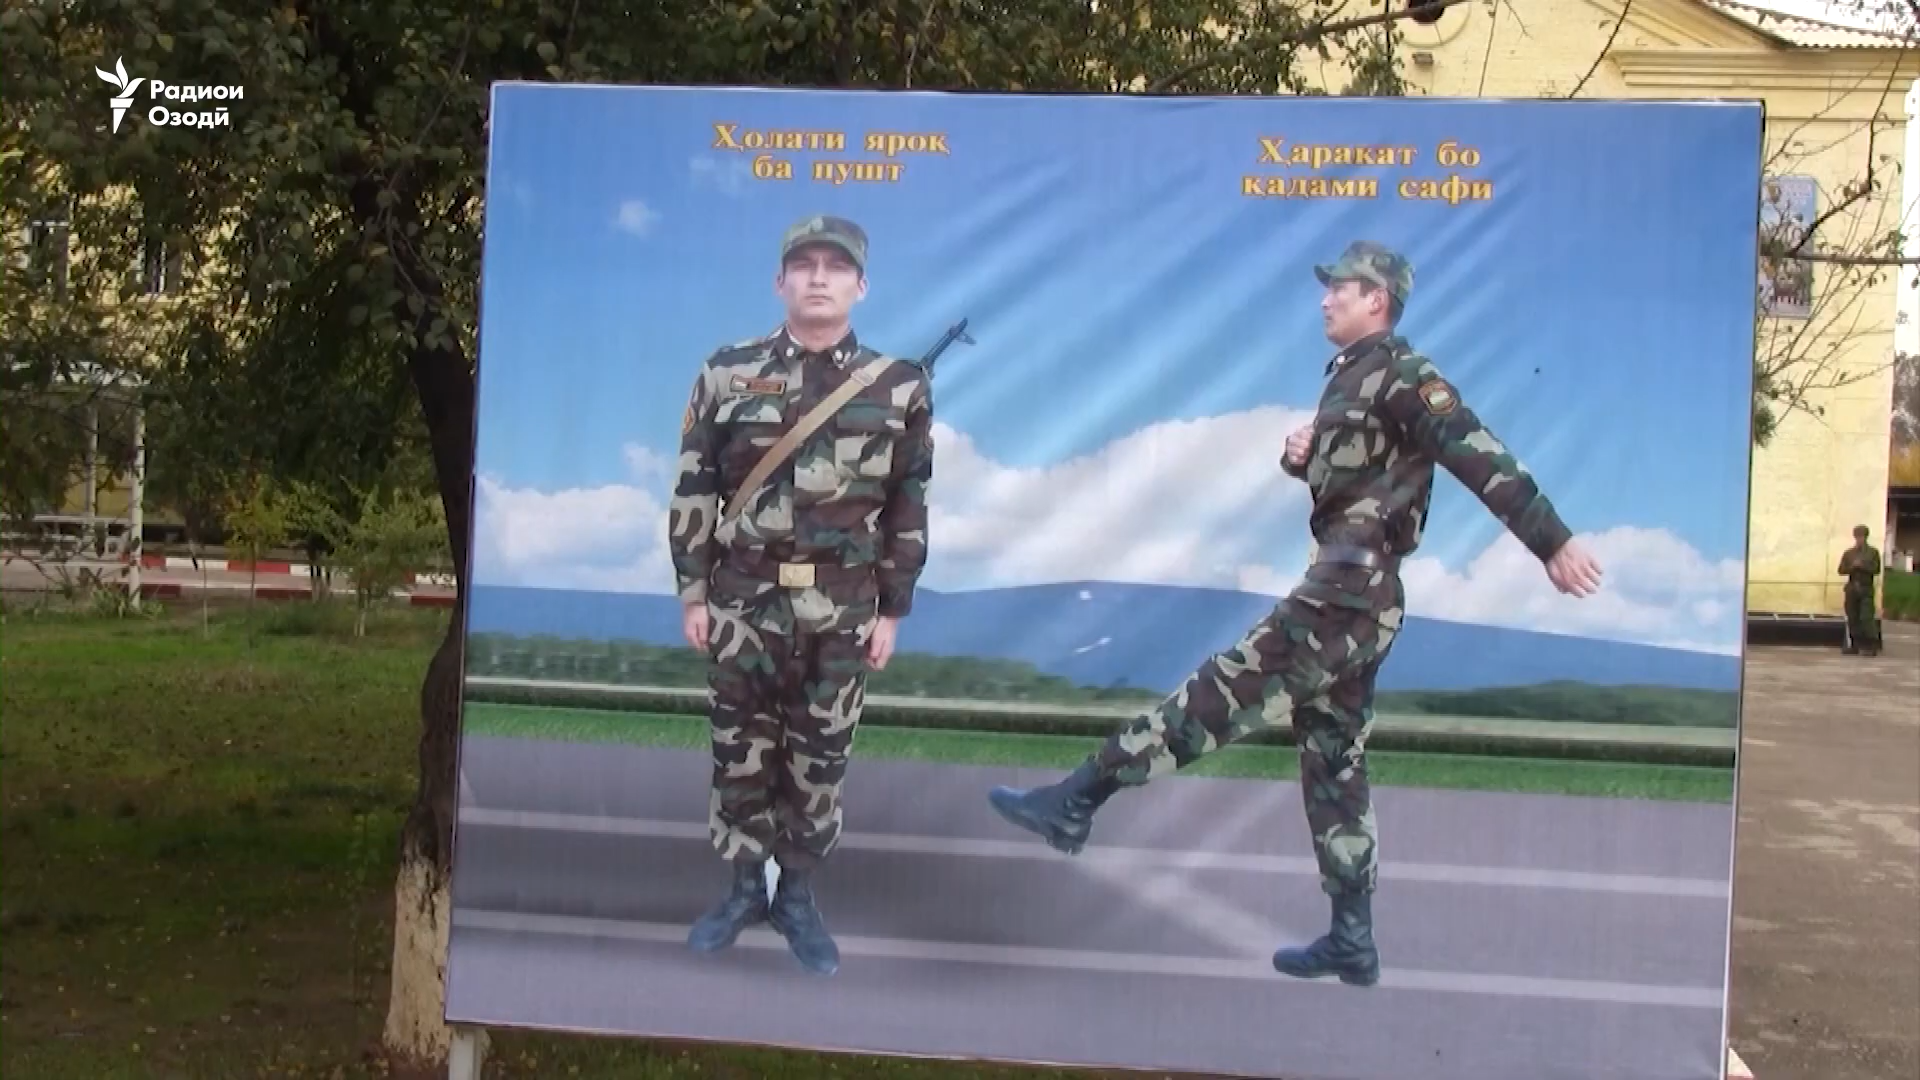 Радиои
Озодӣ
Ҳолати яроқ
ба пушт
Ҳаракат бо
қадами сафи